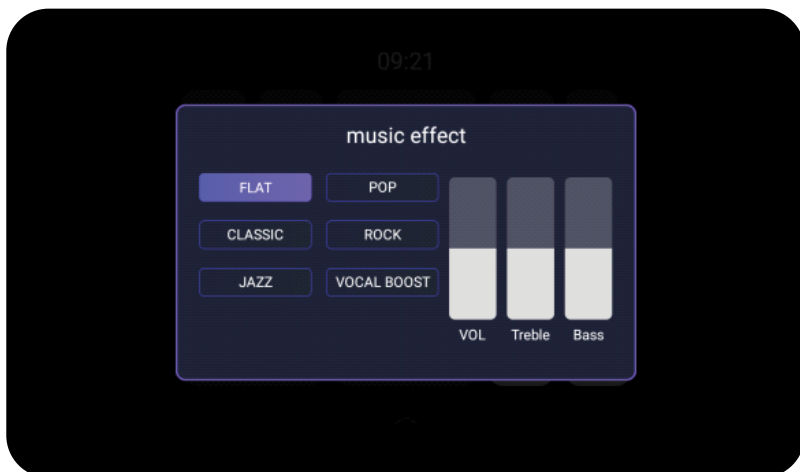 09:21
music effect
FLAT
POP
CLASSIC
ROCK
JAZZ
VOCAL BOOST
VOL
Treble
Bass